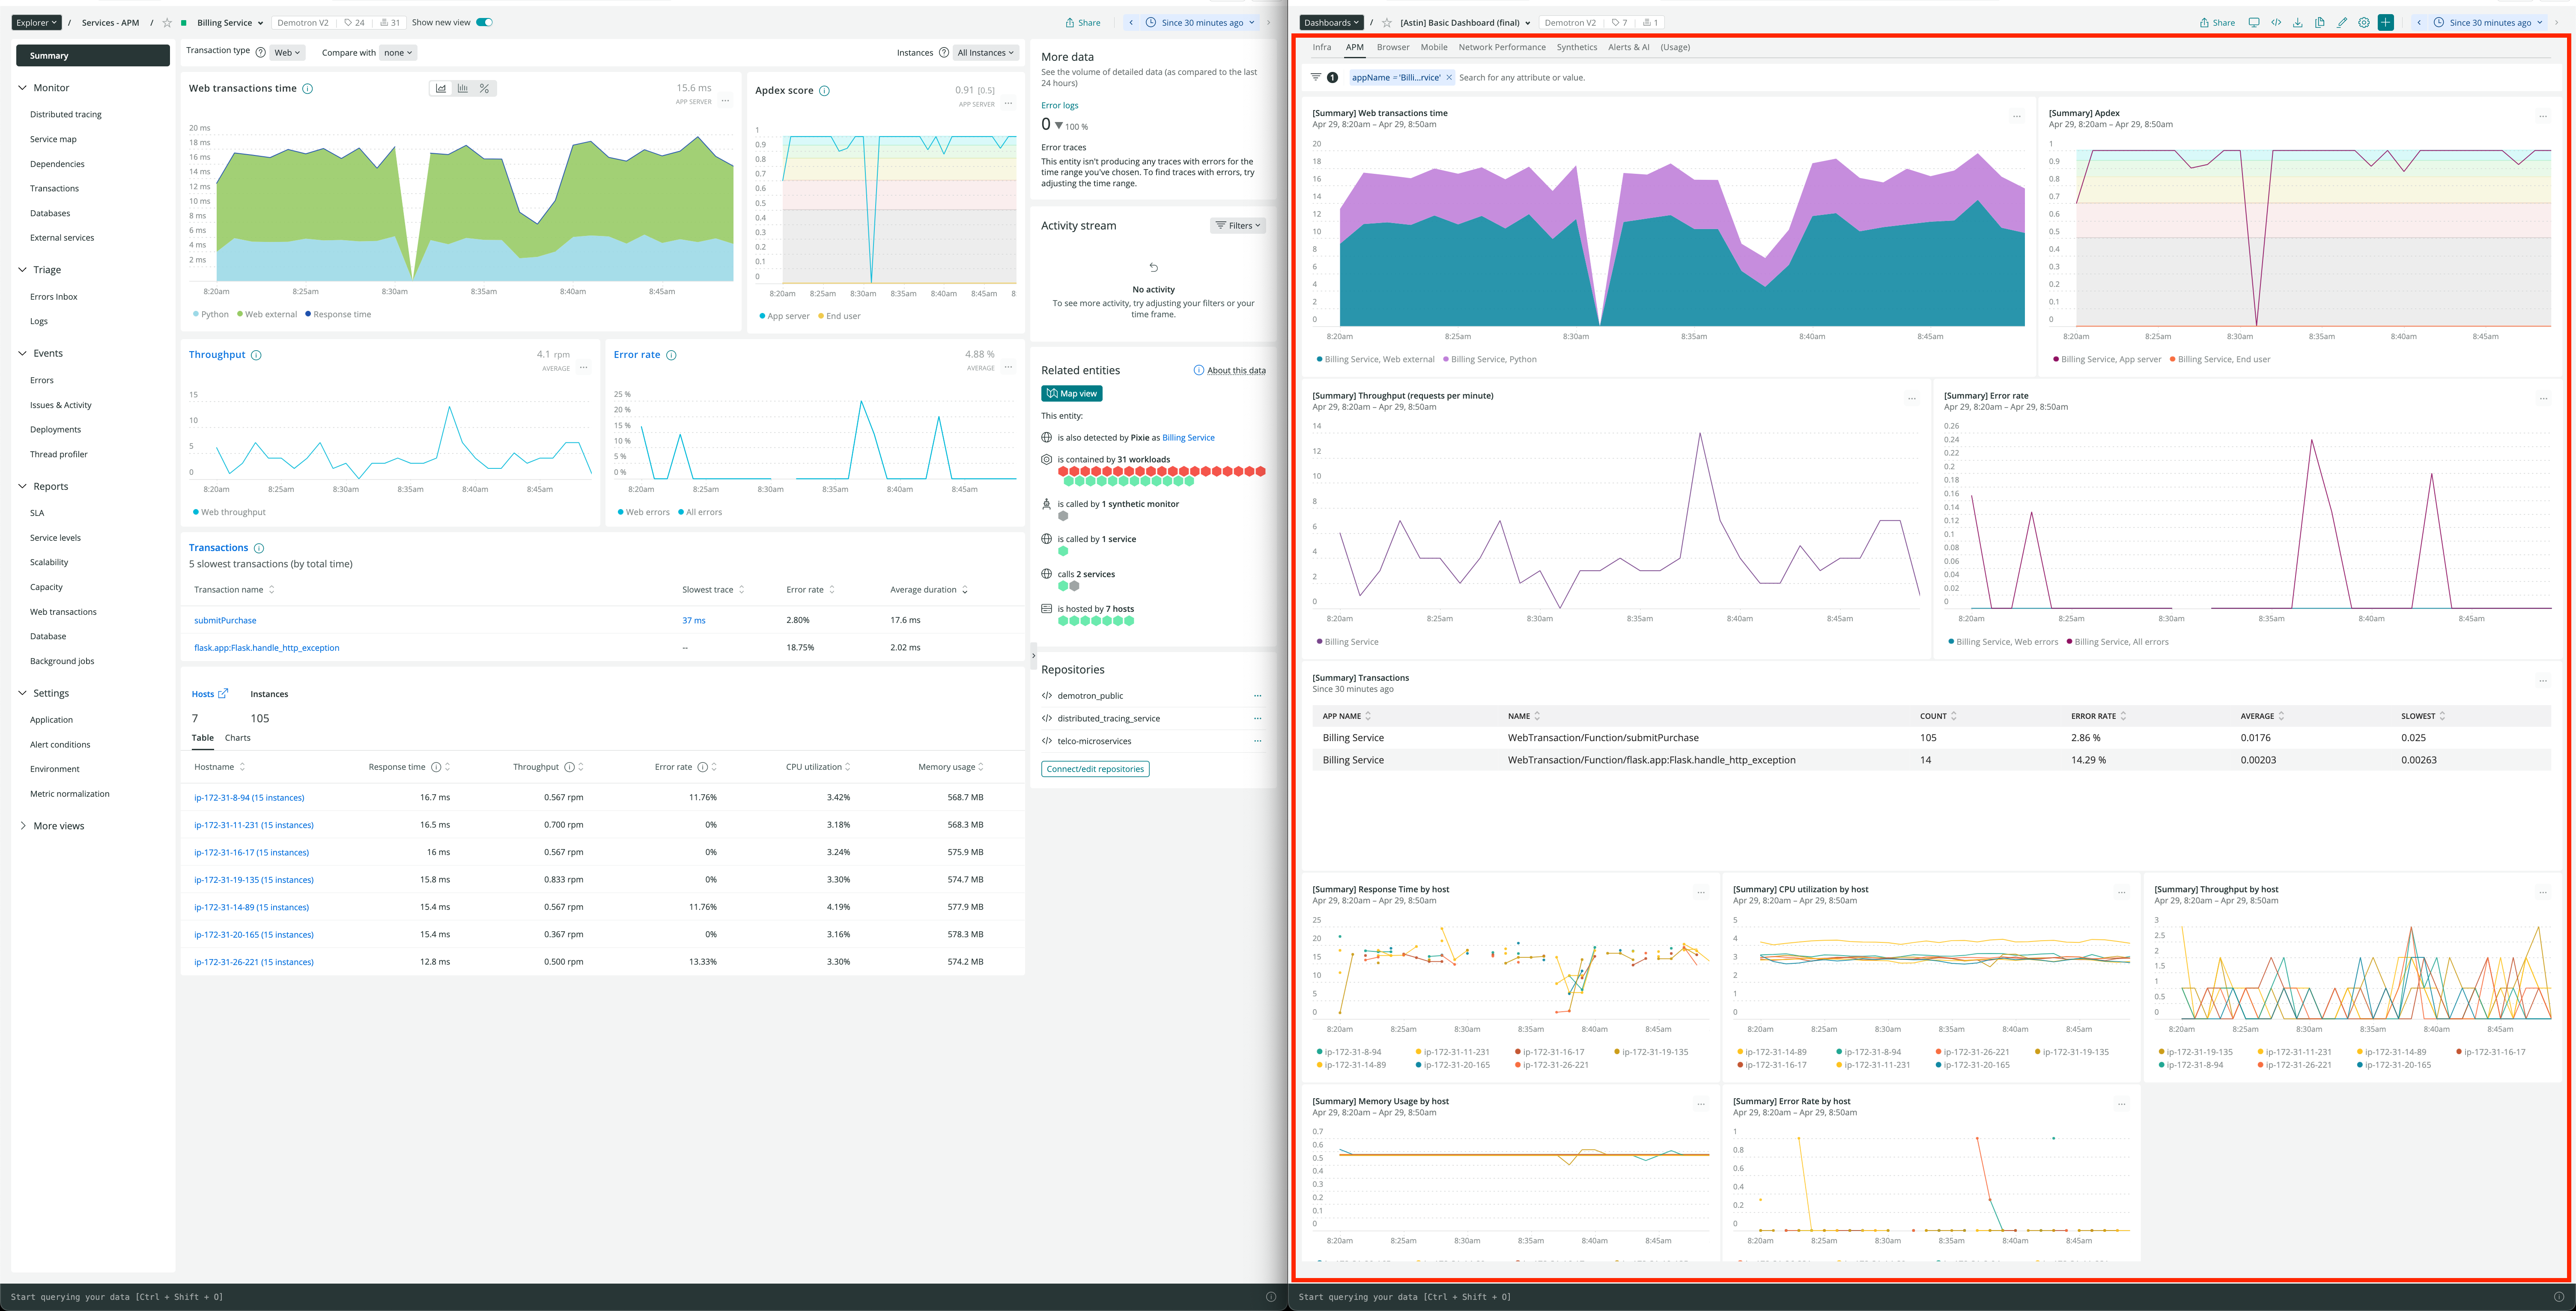 Explorer / Services - APM / Billing Service Demotron V2 24 31 Show new view Share Since 30 minutes ago
Summary
Monitor
Distributed tracing
Service map
Dependencies
Transactions
Databases
External services
Triage
Errors Inbox
Logs
Events
Errors
Issues & Activity
Deployments
Thread profiler
Reports
SLA
Service levels
Scalability
Capacity
Web transactions
Database
Background jobs
Settings
Application
Alert conditions
Environment
Metric normalization
More views
Transaction type Web Compare with none Instances All Instances
Web transactions time 15.6 ms
APP SERVER
20 ms
18 ms
16 ms
14 ms
12 ms
10 ms
8 ms
6 ms
4 ms
2 ms
8:20am 8:25am 8:30am 8:35am 8:40am 8:45am
Python Web external Response time
Apdex score 0.91 (0.5)
APP SERVER
1
0.9
0.8
0.7
0.6
0.5
0.4
0.3
0.2
0.1
0
8:20am 8:25am 8:30am 8:35am 8:40am 8:45am 8
App server End user
Throughput 4.1 rpm
AVERAGE
15
10
5
0
8:20am 8:25am 8:30am 8:35am 8:40am 8:45am
Web throughput
Error rate 4.88 %
AVERAGE
25 %
20 %
15 %
10 %
5 %
0 %
8:20am 8:25am 8:30am 8:35am 8:40am 8:45am
Web errors All errors
Transactions
5 slowest transactions (by total time)
Transaction name Slowest trace Error rate Average duration
submitPurchase 37 ms 2.80% 17.6 ms
flask.app:Flask.handle_http_exception -- 18.75% 2.02 ms
Hosts Instances
7 105
Table Charts
Hostname Response time Throughput Error rate CPU utilization Memory usage
ip-172-31-8-94 (15 instances) 16.7 ms 0.567 rpm 11.76% 3.42% 568.7 MB
ip-172-31-11-231 (15 instances) 16.5 ms 0.700 rpm 0% 3.18% 568.3 MB
ip-172-31-16-17 (15 instances) 16 ms 0.567 rpm 0% 3.24% 575.9 MB
ip-172-31-19-135 (15 instances) 15.8 ms 0.833 rpm 0% 3.30% 574.7 MB
ip-172-31-14-89 (15 instances) 15.4 ms 0.567 rpm 11.76% 4.19% 577.9 MB
ip-172-31-20-165 (15 instances) 15.4 ms 0.367 rpm 0% 3.16% 578.3 MB
ip-172-31-26-221 (15 instances) 12.8 ms 0.500 rpm 13.33% 3.30% 574.2 MB
More data
See the volume of detailed data (as compared to the last
24 hours)
Error logs
0 100 %
Error traces
This entity isn't producing any traces with errors for the
time range you've chosen. To find traces with errors, try
adjusting the time range.
Activity stream Filters
No activity
To see more activity, try adjusting your filters or your
time frame.
Related entities About this data
Map view
This entity:
is also detected by Pixie as Billing Service
is contained by 31 workloads
is called by 1 synthetic monitor
is called by 1 service
calls 2 services
is hosted by 7 hosts
Repositories
demotron_public
distributed_tracing_service
telco-microservices
Connect/edit repositories
Start querying your data [Ctrl + Shift + O]
Dashboards / [Astin] Basic Dashboard (final) Demotron V2 7 1 Share Since 30 minutes ago
Infra APM Browser Mobile Network Performance Synthetics Alerts & AI (Usage)
1 appName = 'Billi...rvice' Search for any attribute or value.
[Summary] Web transactions time
Apr 29, 8:20am – Apr 29, 8:50am
20
18
16
14
12
10
8
6
4
2
0
8:20am 8:25am 8:30am 8:35am 8:40am 8:45am
Billing Service, Web external Billing Service, Python
[Summary] Apdex
Apr 29, 8:20am – Apr 29, 8:50am
1
0.9
0.8
0.7
0.6
0.5
0.4
0.3
0.2
0.1
0
8:20am 8:25am 8:30am 8:35am 8:40am 8:45am
Billing Service, App server Billing Service, End user
[Summary] Throughput (requests per minute)
Apr 29, 8:20am – Apr 29, 8:50am
14
12
10
8
6
4
2
0
8:20am 8:25am 8:30am 8:35am 8:40am 8:45am
Billing Service
[Summary] Error rate
Apr 29, 8:20am – Apr 29, 8:50am
0.26
0.24
0.22
0.2
0.18
0.16
0.14
0.12
0.1
0.08
0.06
0.04
0.02
0
8:20am 8:25am 8:30am 8:35am 8:40am 8:45am
Billing Service, Web errors Billing Service, All errors
[Summary] Transactions
Since 30 minutes ago
APP NAME NAME COUNT ERROR RATE AVERAGE SLOWEST
Billing Service WebTransaction/Function/submitPurchase 105 2.86 % 0.0176 0.025
Billing Service WebTransaction/Function/flask.app:Flask.handle_http_exception 14 14.29 % 0.00203 0.00263
[Summary] Response Time by host
Apr 29, 8:20am – Apr 29, 8:50am
25
20
15
10
5
0
8:20am 8:25am 8:30am 8:35am 8:40am 8:45am
ip-172-31-8-94 ip-172-31-11-231 ip-172-31-16-17 ip-172-31-19-135
ip-172-31-14-89 ip-172-31-20-165 ip-172-31-26-221
[Summary] CPU utilization by host
Apr 29, 8:20am – Apr 29, 8:50am
5
4
3
2
1
0
8:20am 8:25am 8:30am 8:35am 8:40am 8:45am
ip-172-31-14-89 ip-172-31-8-94 ip-172-31-26-221 ip-172-31-19-135
ip-172-31-16-17 ip-172-31-11-231 ip-172-31-20-165
[Summary] Throughput by host
Apr 29, 8:20am – Apr 29, 8:50am
3
2.5
2
1.5
1
0.5
0
8:20am 8:25am 8:30am 8:35am 8:40am 8:45am
ip-172-31-19-135 ip-172-31-11-231 ip-172-31-14-89 ip-172-31-16-17
ip-172-31-8-94 ip-172-31-26-221 ip-172-31-20-165
[Summary] Memory Usage by host
Apr 29, 8:20am – Apr 29, 8:50am
0.7
0.6
0.5
0.4
0.3
0.2
0.1
0
8:20am 8:25am 8:30am 8:35am 8:40am 8:45am
[Summary] Error Rate by host
Apr 29, 8:20am – Apr 29, 8:50am
1
0.8
0.6
0.4
0.2
0
8:20am 8:25am 8:30am 8:35am 8:40am 8:45am
Start querying your data [Ctrl + Shift + O]